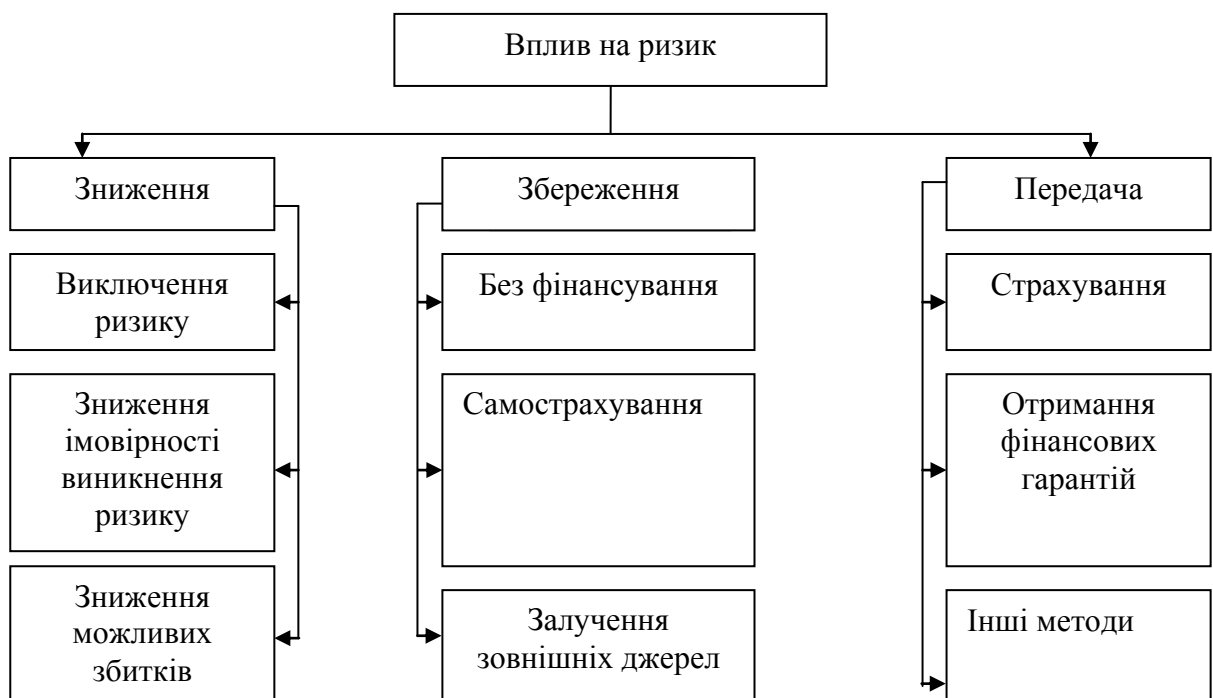 Вплив на ризик
Зниження
Збереження
Передача
Виключення
ризику
Без фінансування
Страхування
Зниження
імовірності
виникнення
ризику
Самострахування
Отримання
фінансових
гарантій
Зниження
можливих
збитків
Залучення
зовнішніх джерел
Інші методи